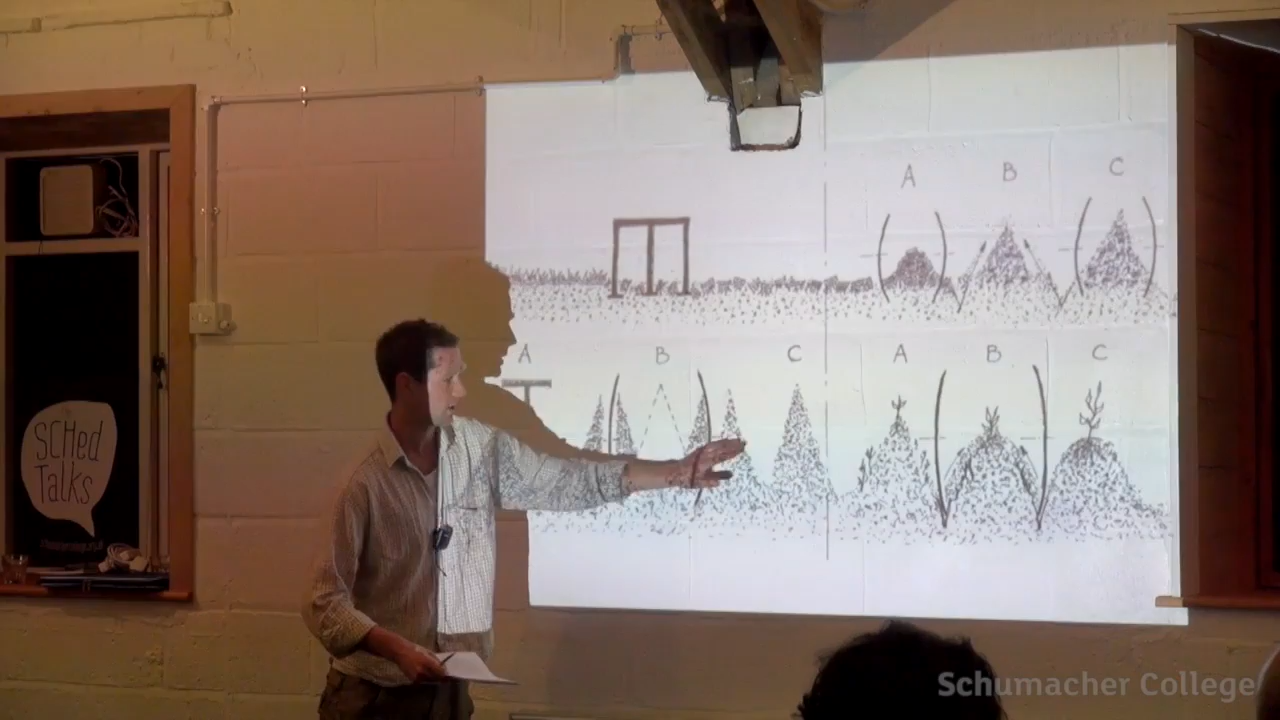 A B C
A B C A B C
SCHed
Talks
Schumacher College